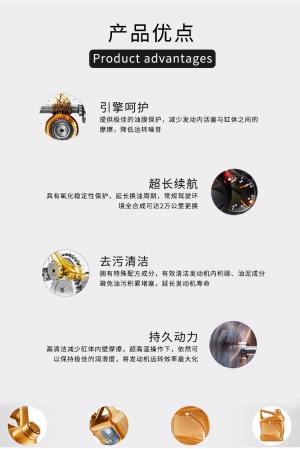 产品优点
Product advantages
引擎呵护
提供极佳的油膜保护，减少发动内活塞与缸体之间的
摩擦，降低运转噪音
超长续航
具有氧化稳定性保护，延长换油周期，常规驾驶环
境全合成可达2万公里更换
去污清洁
拥有特殊配方成分，有效清洁发动机内积碳、油泥成分
避免油污积累堵塞，延长发动机寿命
持久动力
高清洁减少缸体内壁摩擦，超高温操作下，依然可
以保持极佳的润滑度，将发动机运转效率最大化